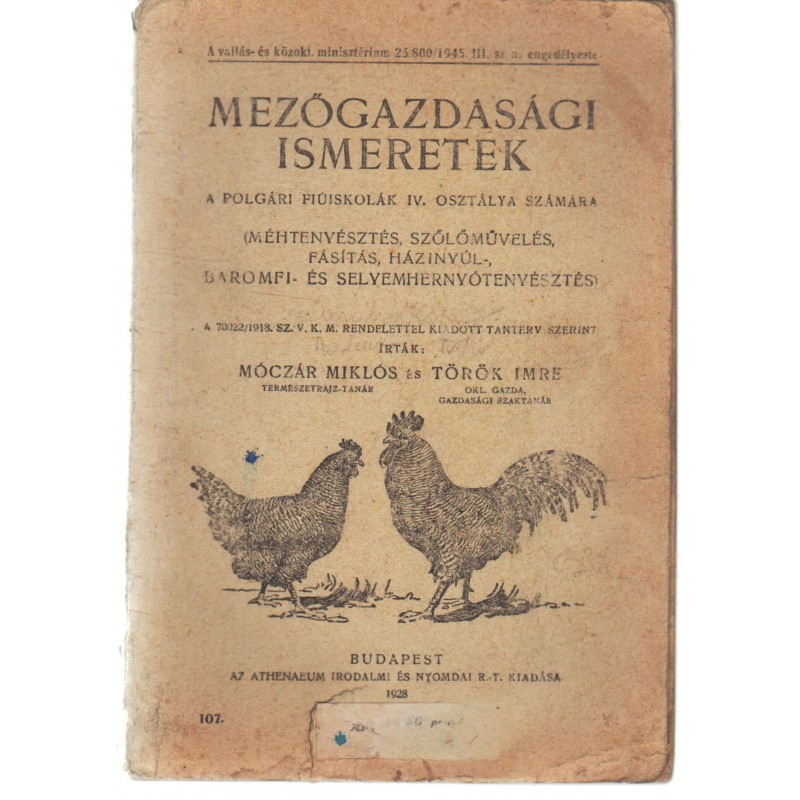 A vallás- és közokt. minisztérium 25.800/1945. III. sz. a. engedélyezte
MEZŐGAZDASÁGI
ISMERETEK
A POLGÁRI FIÚISKOLÁK IV. OSZTÁLYA SZÁMÁRA
(MÉHTENYÉSZTÉS, SZŐLŐMŰVELÉS,
FÁSÍTÁS, HÁZINYÚL-,
BAROMFI- ÉS SELYEMHERNYÓTENYÉSZTÉS)
A 70022/1918. SZ. V. K. M. RENDELETTEL KIADOTT TANTERV SZERINT
ÍRTÁK:
MÓCZÁR MIKLÓS ÉS TÖRÖK IMRE
TERMÉSZETRAJZ-TANÁR
OKL. GAZDA,
GAZDASÁGI SZAKTANÁR
BUDAPEST
AZ ATHENAEUM IRODALMI ÉS NYOMDAI R.-T. KIADÁSA
1928
107.